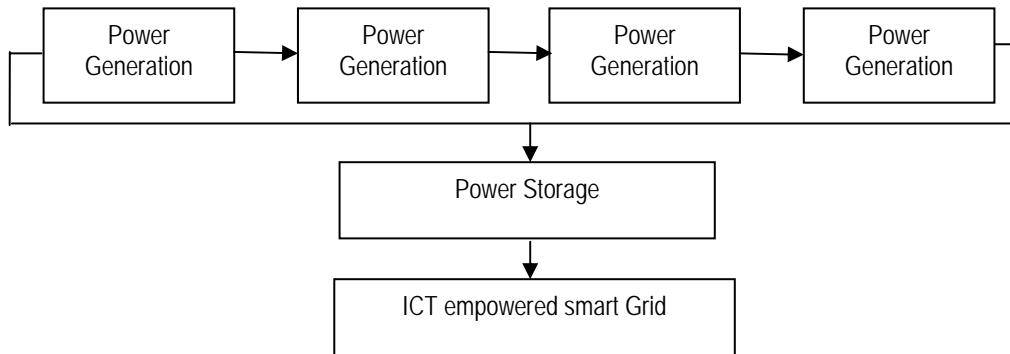 Power
Generation
Power
Generation
Power
Generation
Power
Generation
Power Storage
ICT empowered smart Grid